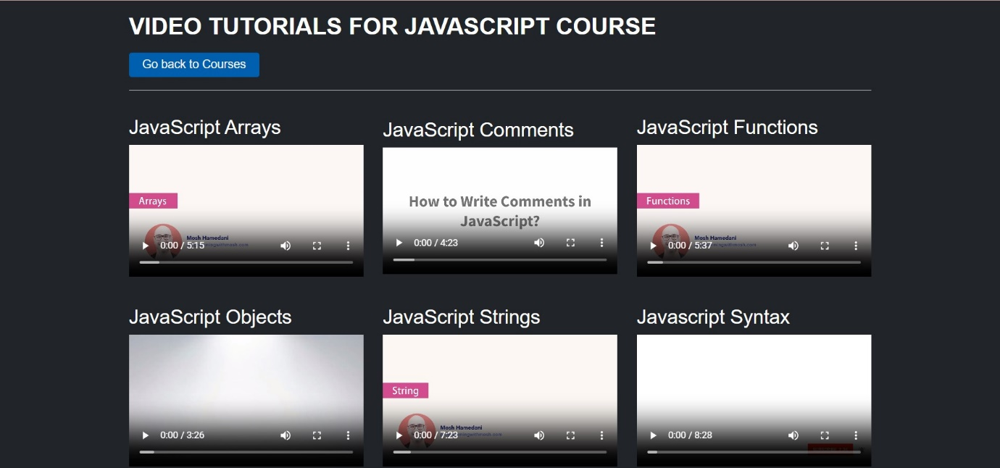 VIDEO TUTORIALS FOR JAVASCRIPT COURSE
Go back to Courses
JavaScript Arrays
JavaScript Comments
JavaScript Functions
Arrays
How to Write Comments in
JavaScript?
Functions
Mosh Hamedani
Mosh Hamedani
0:00 / 5:15
0:00 / 4:23
0:00 / 5:37
JavaScript Objects
JavaScript Strings
Javascript Syntax
String
Mosh Hamedani
0:00 / 3:26
0:00 / 7:23
0:00 / 8:28